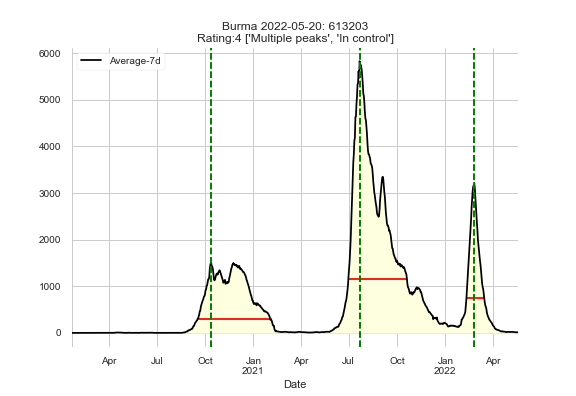 Burma 2022-05-20: 613203
Rating:4 ['Multiple peaks', 'In control']
Average-7d
6000
5000
4000
3000
2000
1000
0
Apr Jul Oct Jan Apr Jul Oct Jan Apr
2021 2022
Date